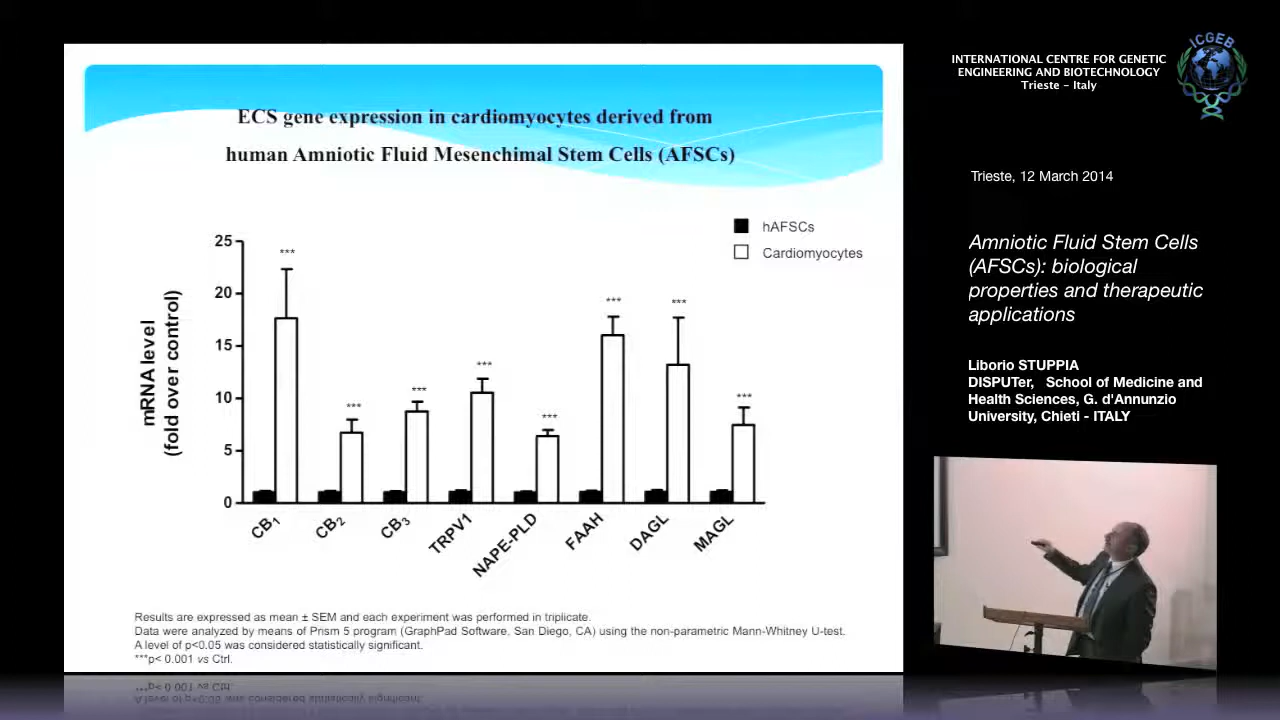 ECS gene expression in cardiomyocytes derived from
human Amniotic Fluid Mesenchimal Stem Cells (AFSCs)
hAFSCs
Cardiomyocytes
mRNA level
(fold over control)
25
20
15
10
5
0
***
***
***
***
***
***
***
***
CB1
CB2
CB3
TRPV1
NAPE-PLD
FAAH
DAGL
MAGL
Results are expressed as mean ± SEM and each experiment was performed in triplicate.
Data were analyzed by means of Prism 5 program (GraphPad Software, San Diego, CA) using the non-parametric Mann-Whitney U-test.
A level of p<0.05 was considered statistically significant.
***p< 0.001 vs Ctrl.
INTERNATIONAL CENTRE FOR GENETIC
ENGINEERING AND BIOTECHNOLOGY
Trieste - Italy
ICGEB
Trieste, 12 March 2014
Amniotic Fluid Stem Cells
(AFSCs): biological
properties and therapeutic
applications
Liborio STUPPIA
DISPUTer, School of Medicine and
Health Sciences, G. d'Annunzio
University, Chieti - ITALY